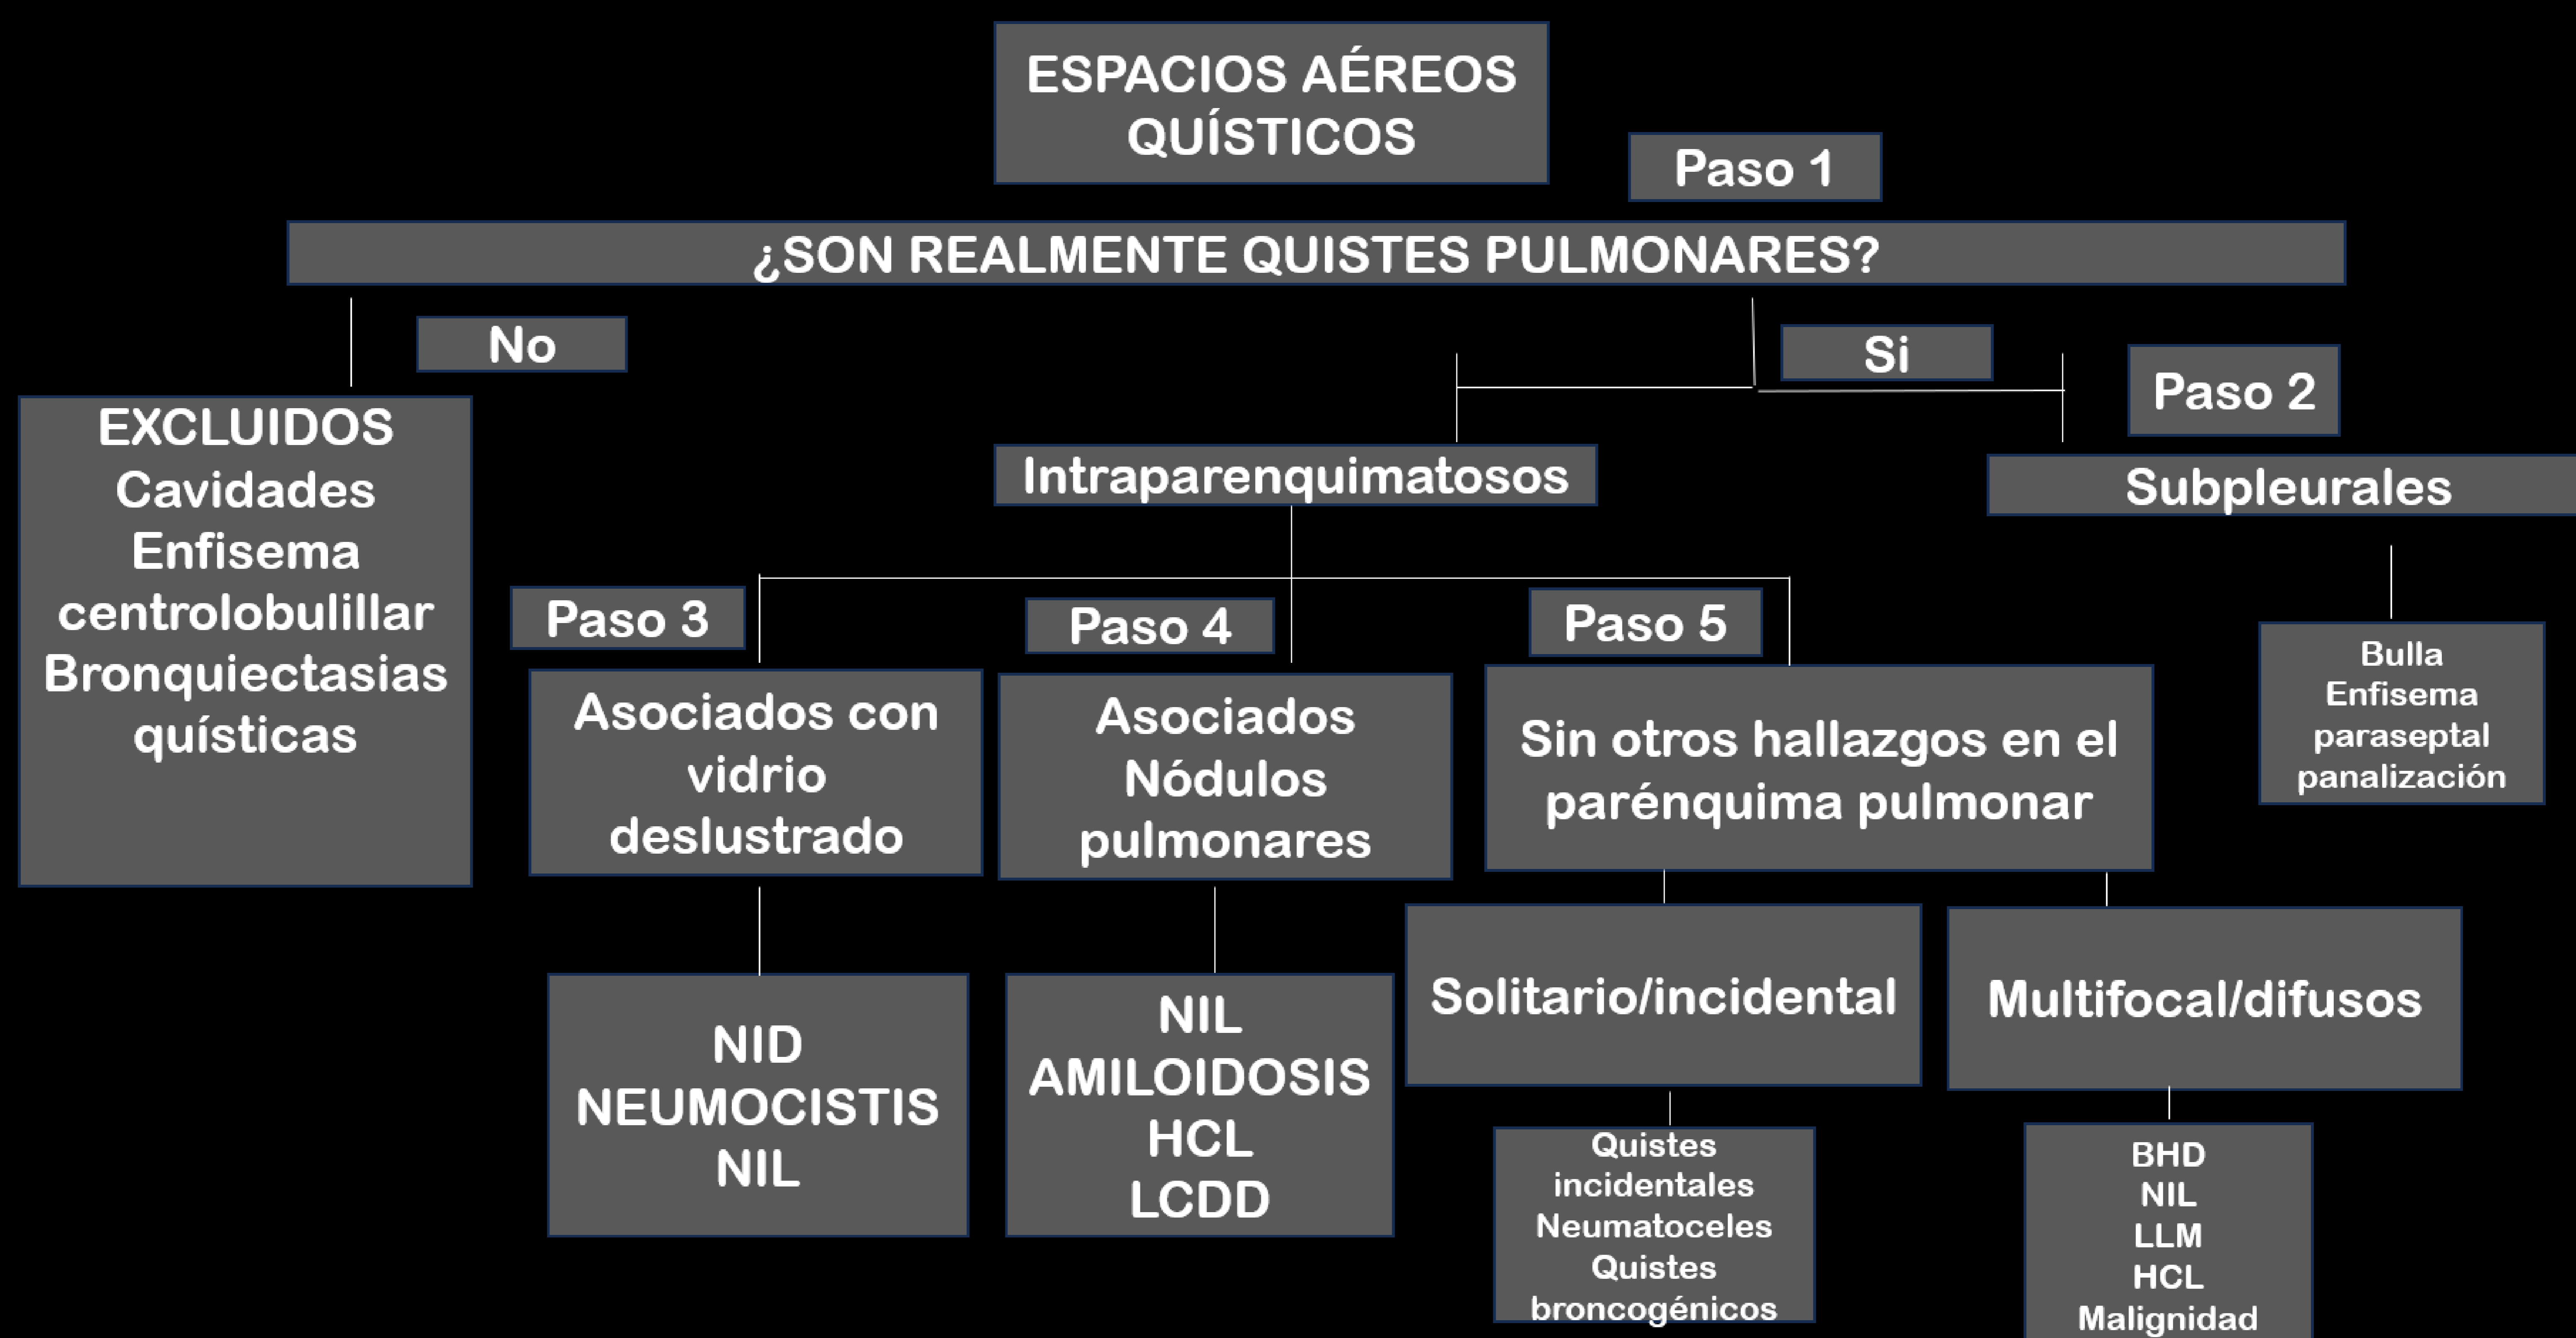 ESPACIOS AÉREOS
QUÍSTICOS
Paso 1
¿SON REALMENTE QUISTES PULMONARES?
No
Si
Paso 2
EXCLUIDOS
Cavidades
Enfisema
centrolobulillar
Bronquiectasias
quísticas
Intraparenquimatosos
Subpleurales
Paso 3
Paso 4
Paso 5
Asociados con
vidrio
deslustrado
Asociados
Nódulos
pulmonares
Sin otros hallazgos en el
parénquima pulmonar
Bulla
Enfisema
paraseptal
panalización
NID
NEUMOCISTIS
NIL
NIL
AMILOIDOSIS
HCL
LCDD
Solitario/incidental
Multifocal/difusos
Quistes
incidentales
Neumatoceles
Quistes
broncogénicos
BHD
NIL
LLM
HCL
Malignidad